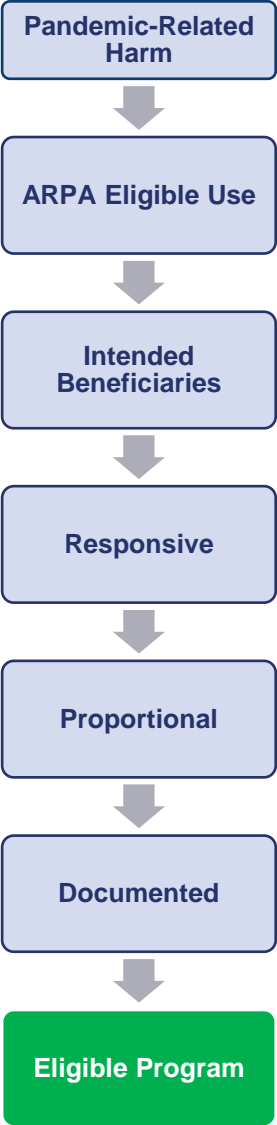 Pandemic-Related
Harm
ARPA Eligible Use
Intended
Beneficiaries
Responsive
Proportional
Documented
Eligible Program